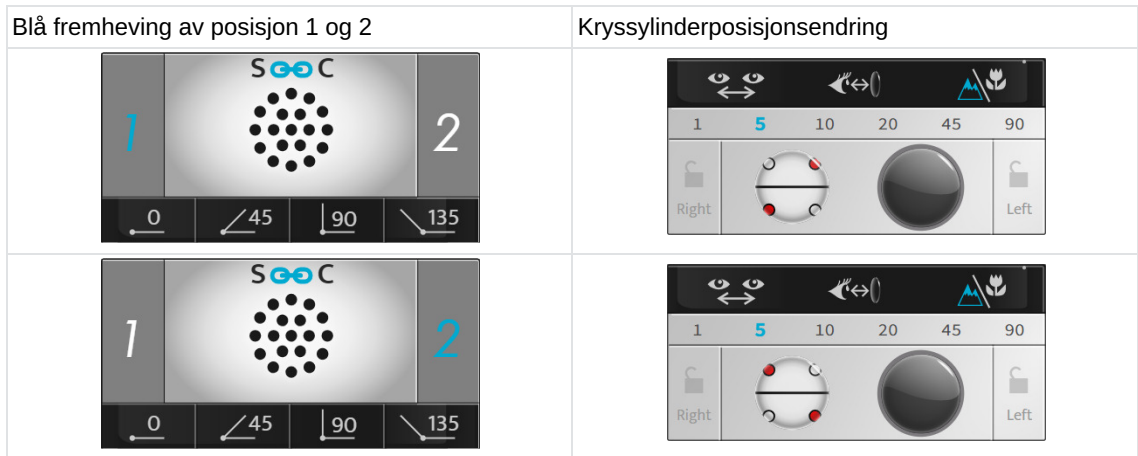 Blå fremheving av posisjon 1 og 2
Kryssylinderposisjonsendring
S C
1
2
0 45 90 135
1 5 10 20 45 90
Right
Left
S C
1
2
0 45 90 135
1 5 10 20 45 90
Right
Left